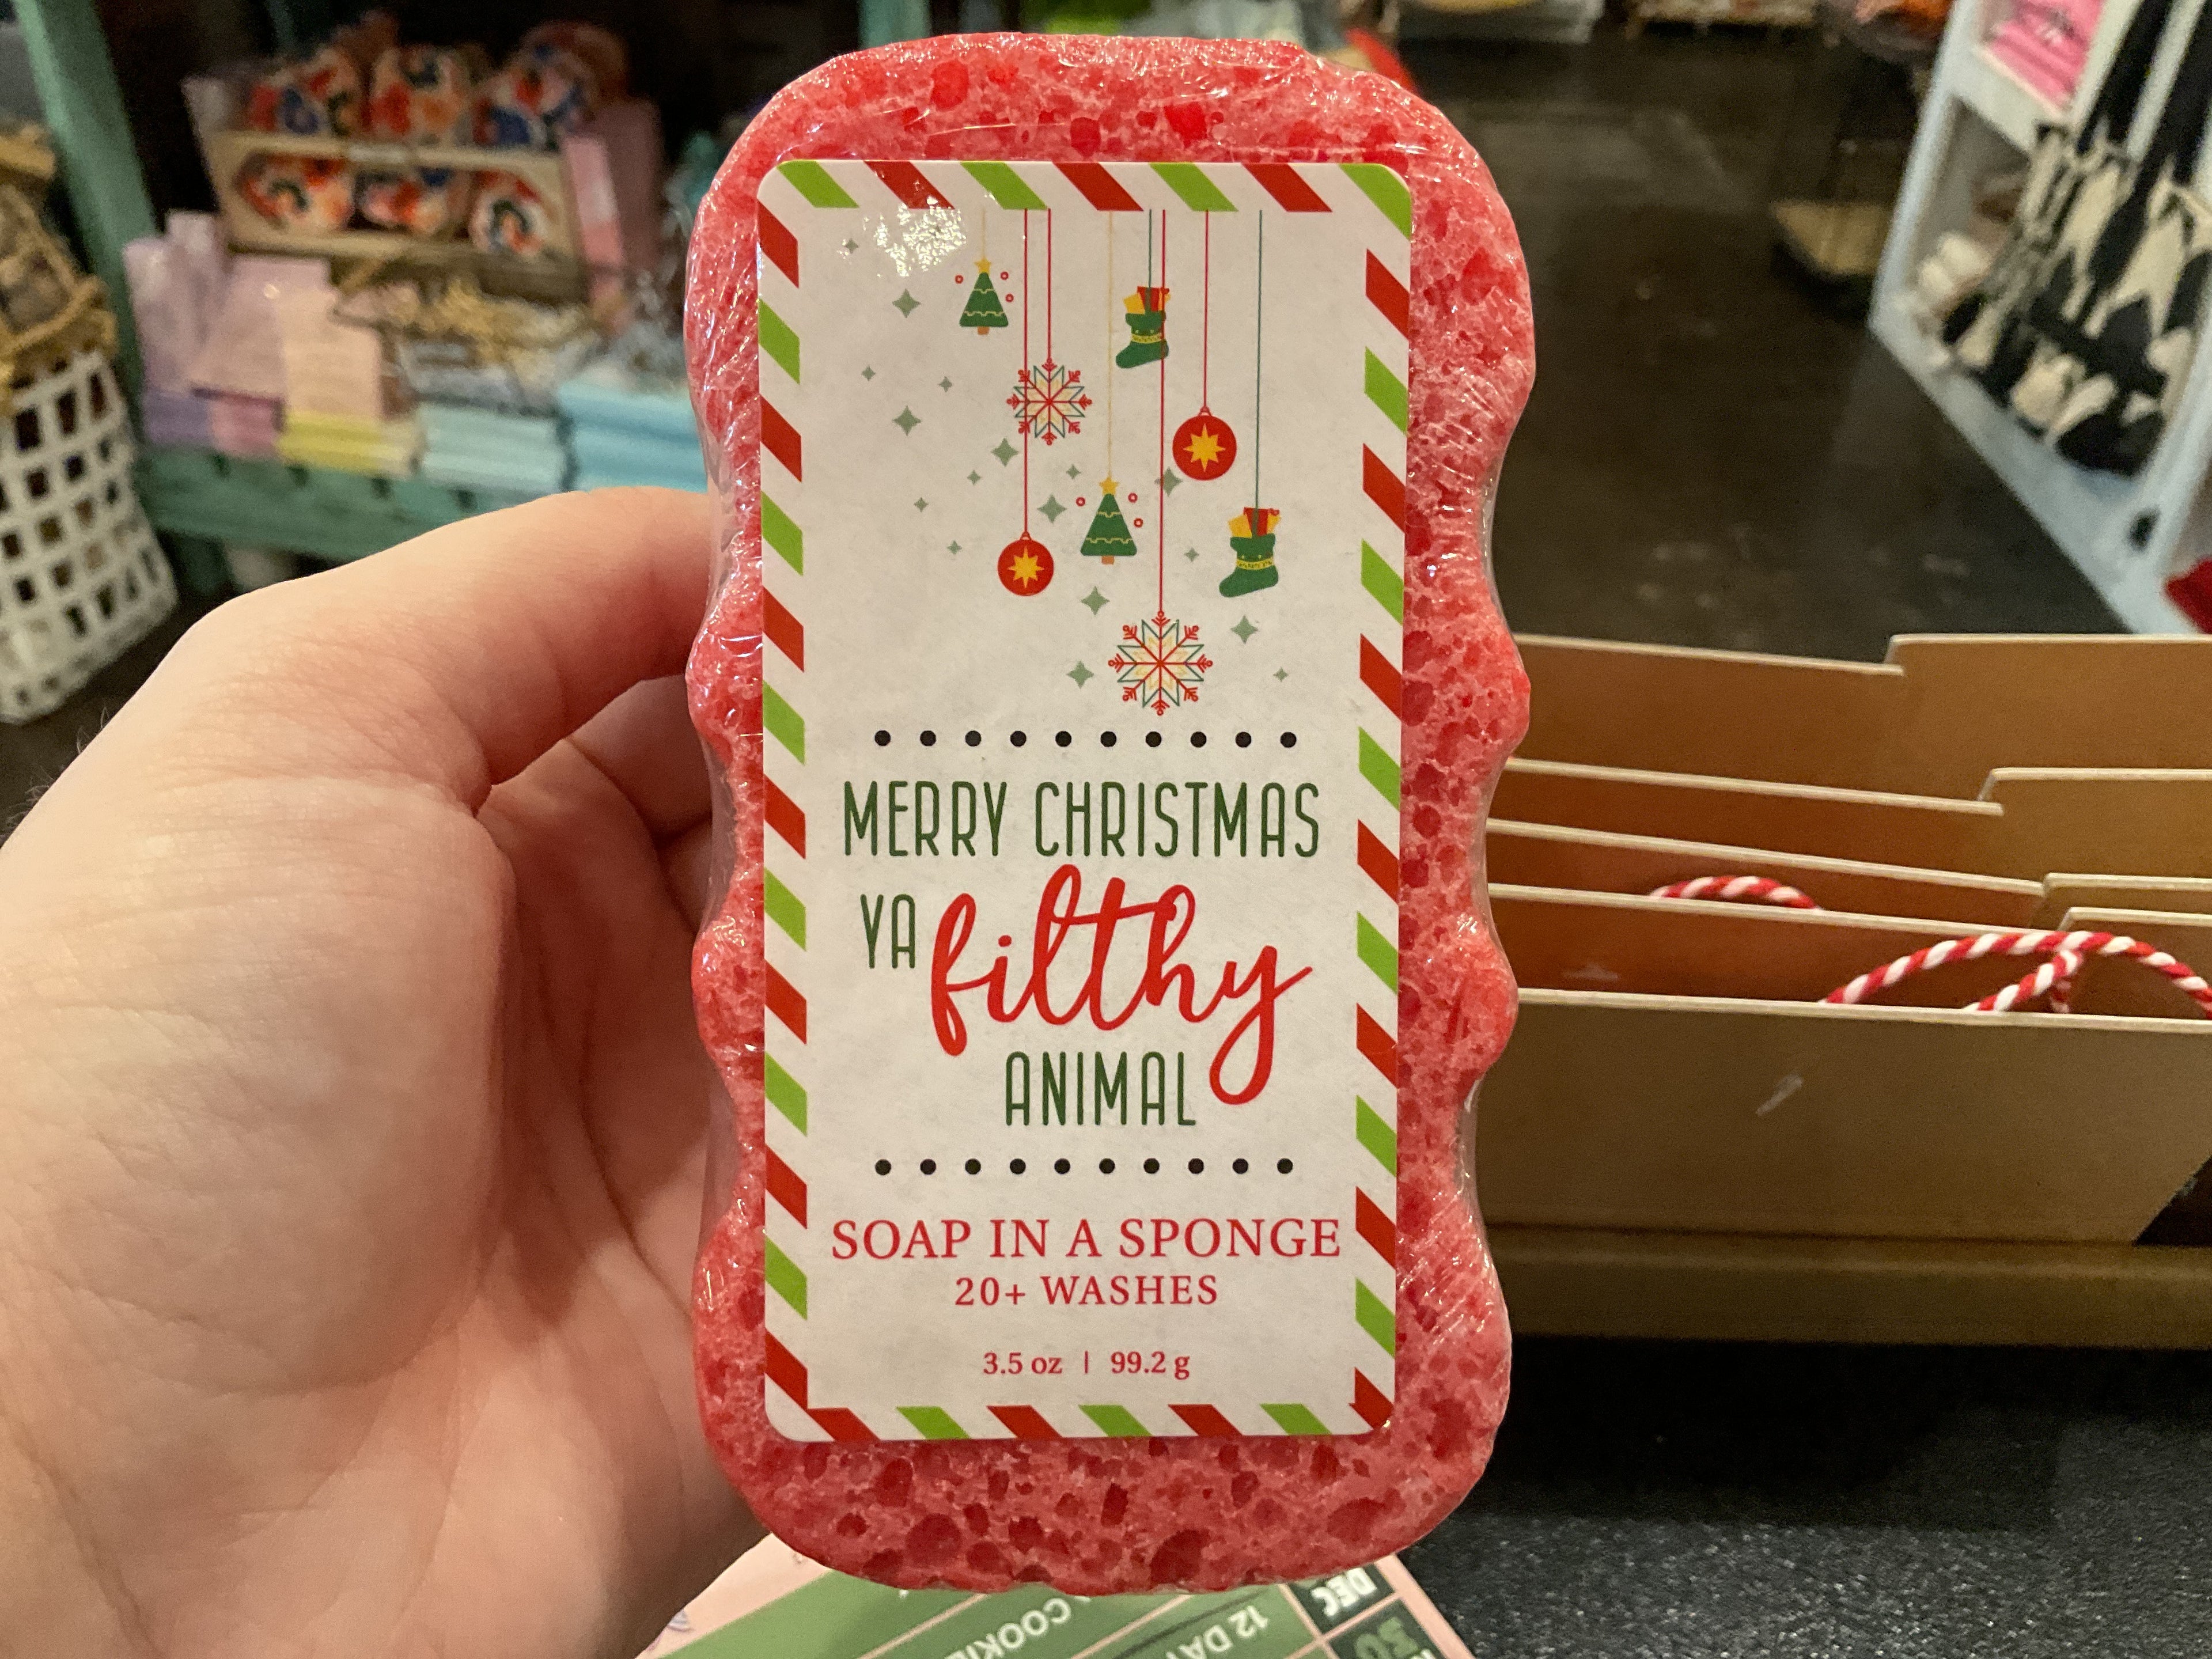 MERRY CHRISTMAS
YA filthy
ANIMAL
SOAP IN A SPONGE
20+ WASHES
3.5 oz | 99.2 g
DEC
30
12 DA
COOKI